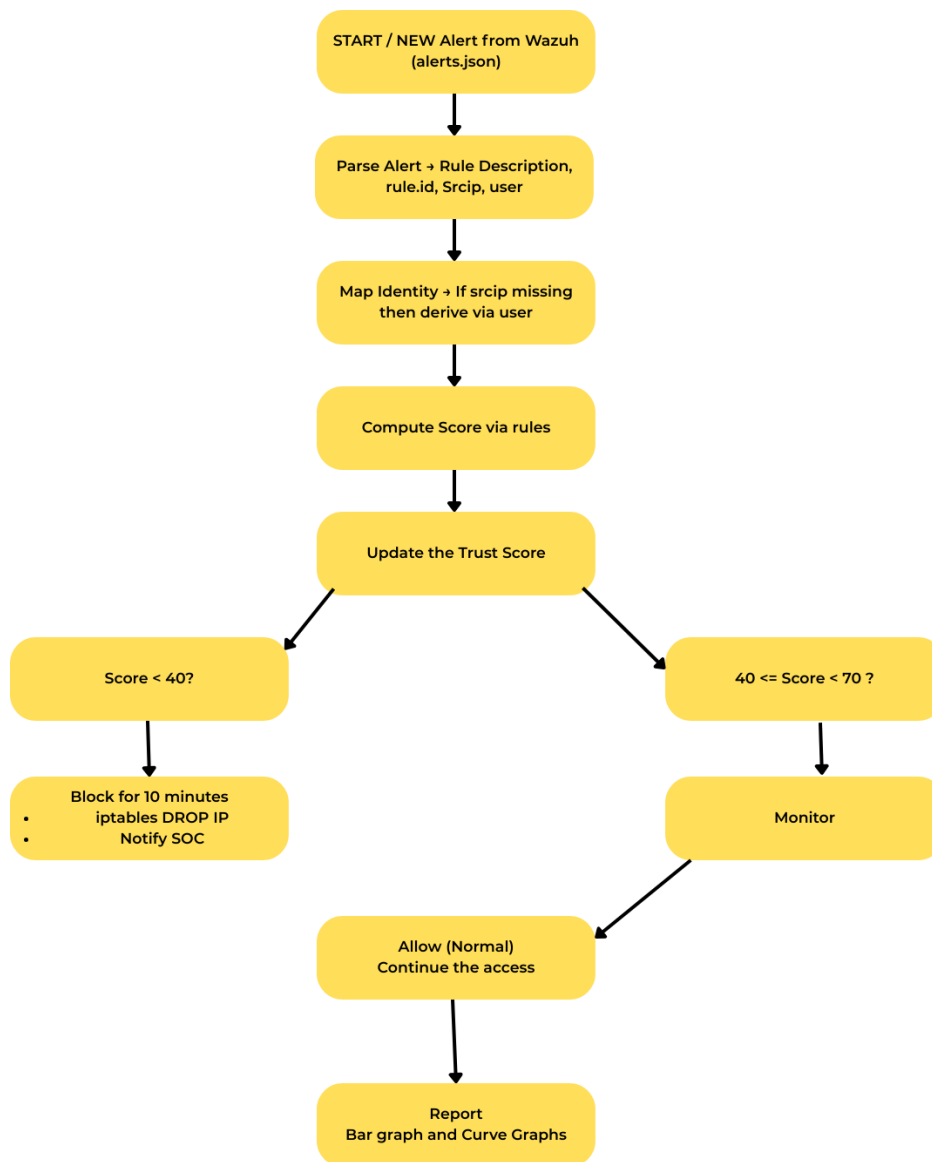 START / NEW Alert from Wazuh
(alerts.json)
Parse Alert → Rule Description,
rule.id, Srcip, user
Map Identity → If srcip missing
then derive via user
Compute Score via rules
Update the Trust Score
Score < 40?
40 <= Score < 70 ?
Block for 10 minutes
• iptables DROP IP
• Notify SOC
Monitor
Allow (Normal)
Continue the access
Report
Bar graph and Curve Graphs